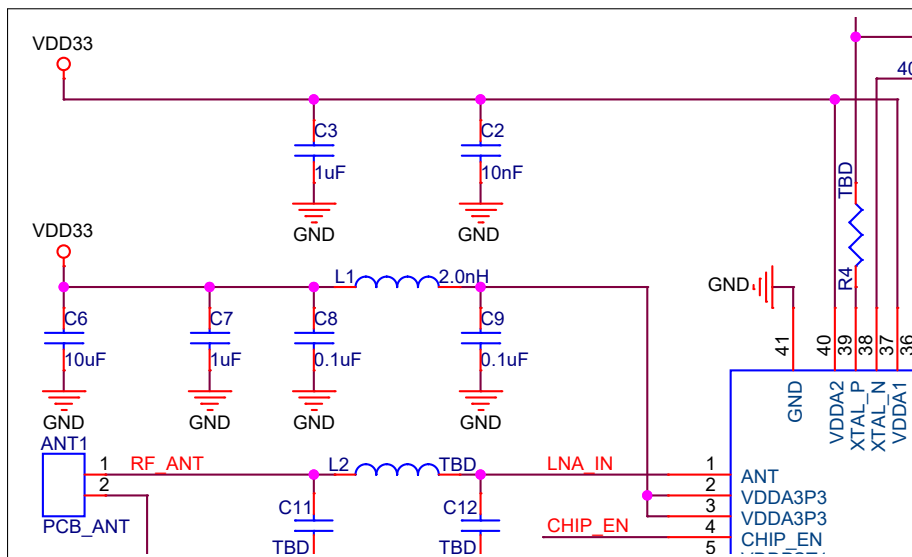 VDD33
40
C3
1uF
GND
C2
10nF
GND
TBD
R4
VDD33
L1
2.0nH
C6
10uF
GND
C7
1uF
GND
C8
0.1uF
GND
C9
0.1uF
GND
GND
41
40
39
38
37
36
GND
VDDA2
XTAL_P
XTAL_N
VDDA1
ANT1
1
2
PCB_ANT
RF_ANT
L2
TBD
LNA_IN
C11
TBD
C12
TBD
CHIP_EN
1
ANT
2
VDDA3P3
3
VDDA3P3
4
CHIP_EN
5